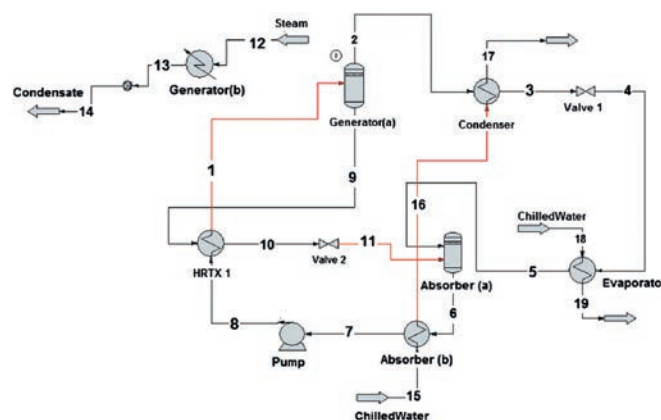 2
Steam
12
13
17
Generator(b)
Condensate
14
3
4
Valve 1
Generator(a)
Condenser
1
9
16
ChilledWater
18
10
11
HRTX 1
Valve 2
Absorber (a)
5
Evaporato
19
6
8
7
Pump
Absorber (b)
15
ChilledWater